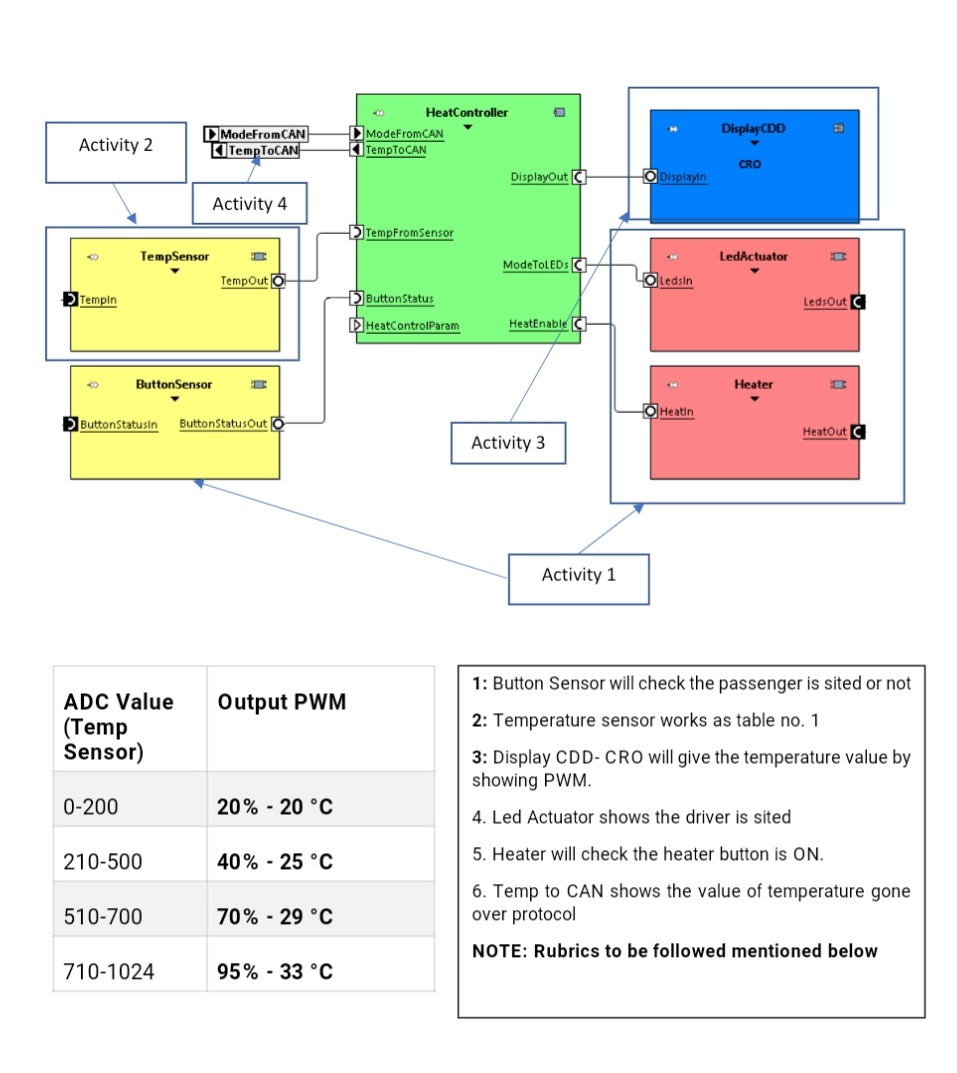 HeatController
ModeFromCAN
TempToCAN
ModeFromCAN
TempToCAN
DisplayOut
TempFromSensor
ModeToLEDs
ButtonStatus
HeatControlParam
HeatEnable
DisplayCDD
CRO
DisplayIn
Activity 2
Activity 4
TempSensor
TempOut
TempIn
LedActuator
LedsIn
LedsOut
ButtonSensor
ButtonStatusIn
ButtonStatusOut
Heater
HeatIn
HeatOut
Activity 3
Activity 1
ADC Value
(Temp
Sensor)
Output PWM
0-200
20% - 20 °C
210-500
40% - 25 °C
510-700
70% - 29 °C
710-1024
95% - 33 °C
1: Button Sensor will check the passenger is sited or not
2: Temperature sensor works as table no. 1
3: Display CDD- CRO will give the temperature value by
showing PWM.
4. Led Actuator shows the driver is sited
5. Heater will check the heater button is ON.
6. Temp to CAN shows the value of temperature gone
over protocol
NOTE: Rubrics to be followed mentioned below